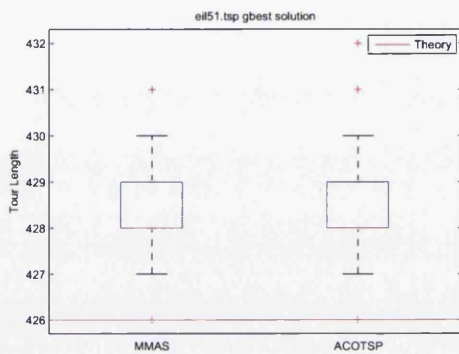 eil51.tsp gbest solution
Theory
432
431
430
429
428
427
426
Tour Length
MMAS
ACOTSP